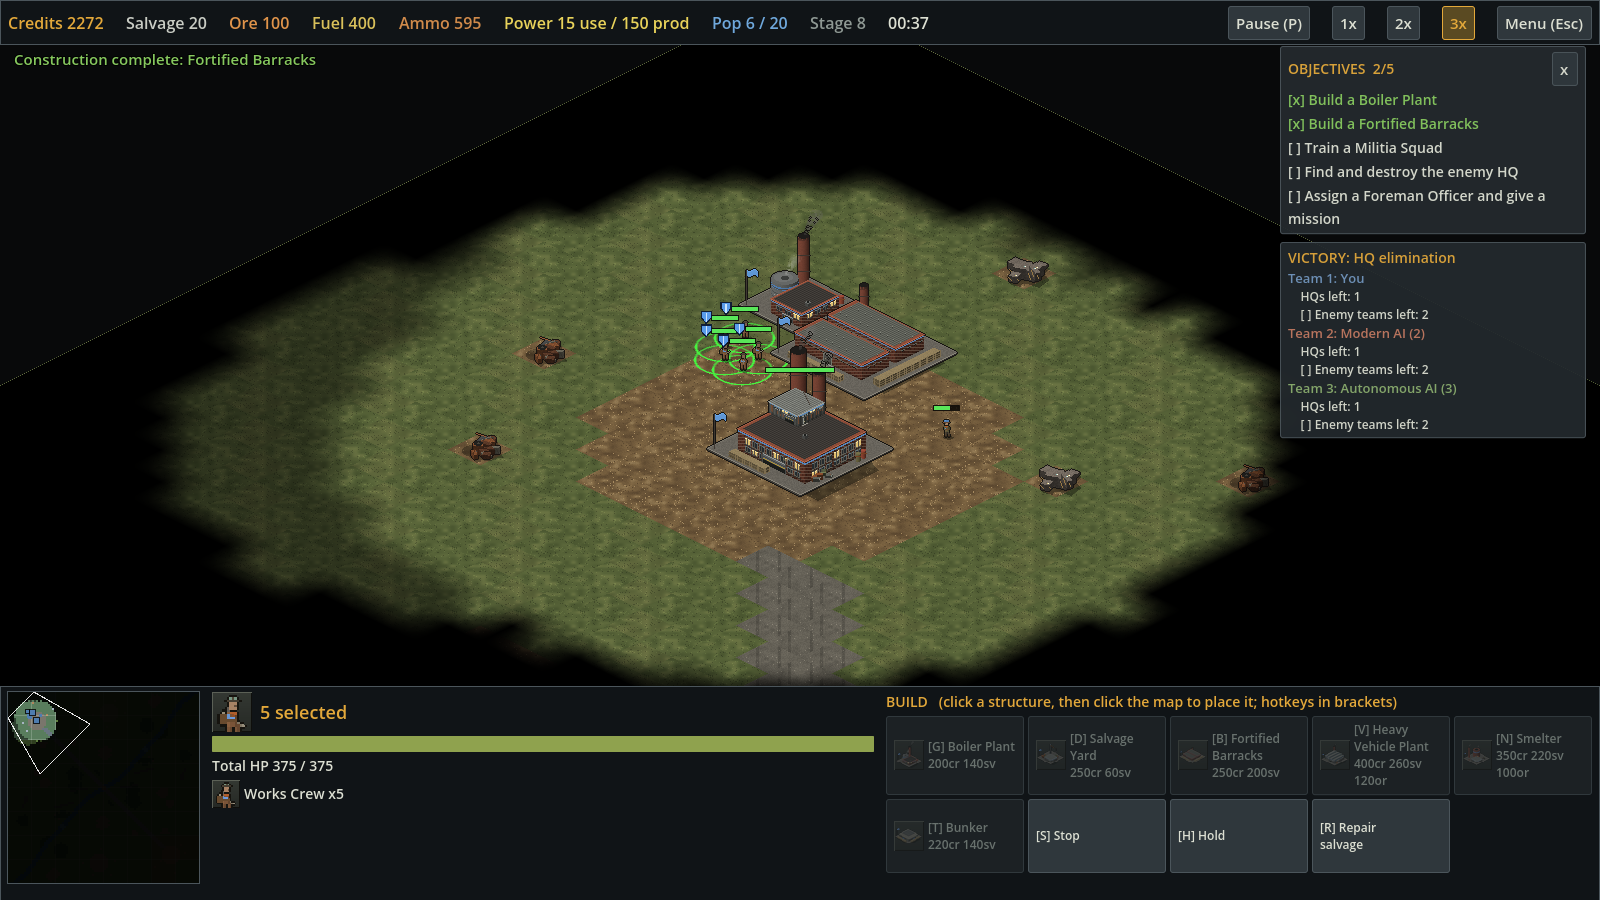 Credits 2272 Salvage 20 Ore 100 Fuel 400 Ammo 595 Power 15 use / 150 prod Pop 6 / 20 Stage 8 00:37 Pause (P) 1x 2x 3x Menu (Esc)
Construction complete: Fortified Barracks
OBJECTIVES 2/5 x
[x] Build a Boiler Plant
[x] Build a Fortified Barracks
[ ] Train a Militia Squad
[ ] Find and destroy the enemy HQ
[ ] Assign a Foreman Officer and give a
mission
VICTORY: HQ elimination
Team 1: You
HQs left: 1
[ ] Enemy teams left: 2
Team 2: Modern AI (2)
HQs left: 1
[ ] Enemy teams left: 2
Team 3: Autonomous AI (3)
HQs left: 1
[ ] Enemy teams left: 2
5 selected
Total HP 375 / 375
Works Crew x5
BUILD (click a structure, then click the map to place it; hotkeys in brackets)
[G] Boiler Plant
200cr 140sv
[D] Salvage
Yard
250cr 60sv
[B] Fortified
Barracks
250cr 200sv
[V] Heavy
Vehicle Plant
400cr 260sv
120or
[N] Smelter
350cr 220sv
100or
[T] Bunker
220cr 140sv
[S] Stop
[H] Hold
[R] Repair
salvage